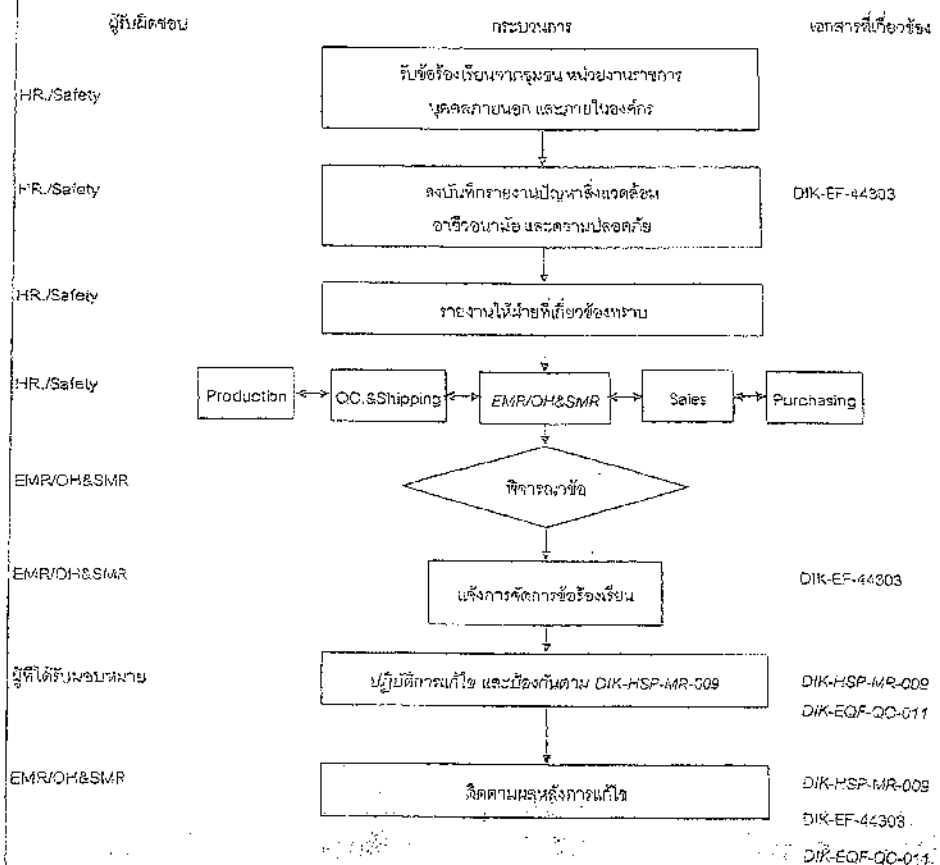 ผู้รับผิดชอบ กระบวนการ เอกสารที่เกี่ยวข้อง
รับข้อร้องเรียนจากชุมชน หน่วยงานราชการ
HR./Safety
บุคคลภายนอก และภายในองค์กร
HR./Safety ลงบันทึกรายงานปัญหาสิ่งแวดล้อม DIK-EF-44303
อาชีวอนามัย และความปลอดภัย
HR./Safety
รายงานให้ฝ่ายที่เกี่ยวข้องทราบ
HR./Safety
Production QC.&Shipping EMR/OH&SMR Sales Purchasing
EMR/OH&SMR พิจารณาข้อ
EMR/OH&SMR DIK-EF-44303
แจ้งการจัดการข้อร้องเรียน
ผู้ที่ได้รับมอบหมาย ปฏิบัติการแก้ไข และป้องกันตาม DIK-HSP-MR-009 DIK-HSP-MR-009
DIK-EQF-QC-011
EMR/OH&SMR ติดตามผลหลังการแก้ไข DIK-HSP-MR-009
DIK-EF-44303
DIK-EQF-QC-011